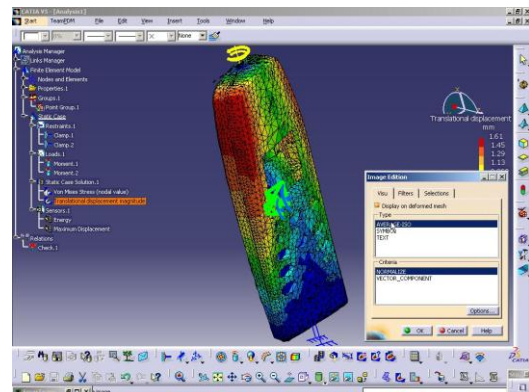 CATIA V5 - [Analysis1]
Start TeamPDM File Edit View Insert Tools Window Help
None
Analysis Manager
Links Manager
Finite Element Model
Nodes and Elements
Properties.1
Groups.1
Point Group.1
Static Case
Restraints.1
Clamp.1
Clamp.2
Loads.1
Moment.1
Moment.2
Static Case Solution.1
Von Mises Stress (nodal value)
Translational displacement magnitude
Sensors.1
Energy
Maximum Displacement
Relations
Check.1
Translational displacement
mm
1.61
1.45
1.29
1.13
Image Edition
Visu Filters Selections
Display on deformed mesh
Type
AVERAGE-ISO
SYMBOL
TEXT
Criteria
NORMALIZE
VECTOR_COMPONENT
Options...
OK Cancel Help
CATIA